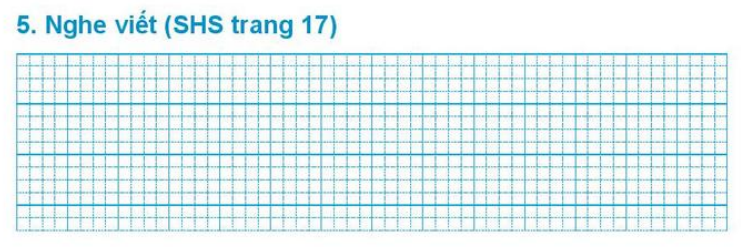 5. Nghe viết (SHS trang 17)